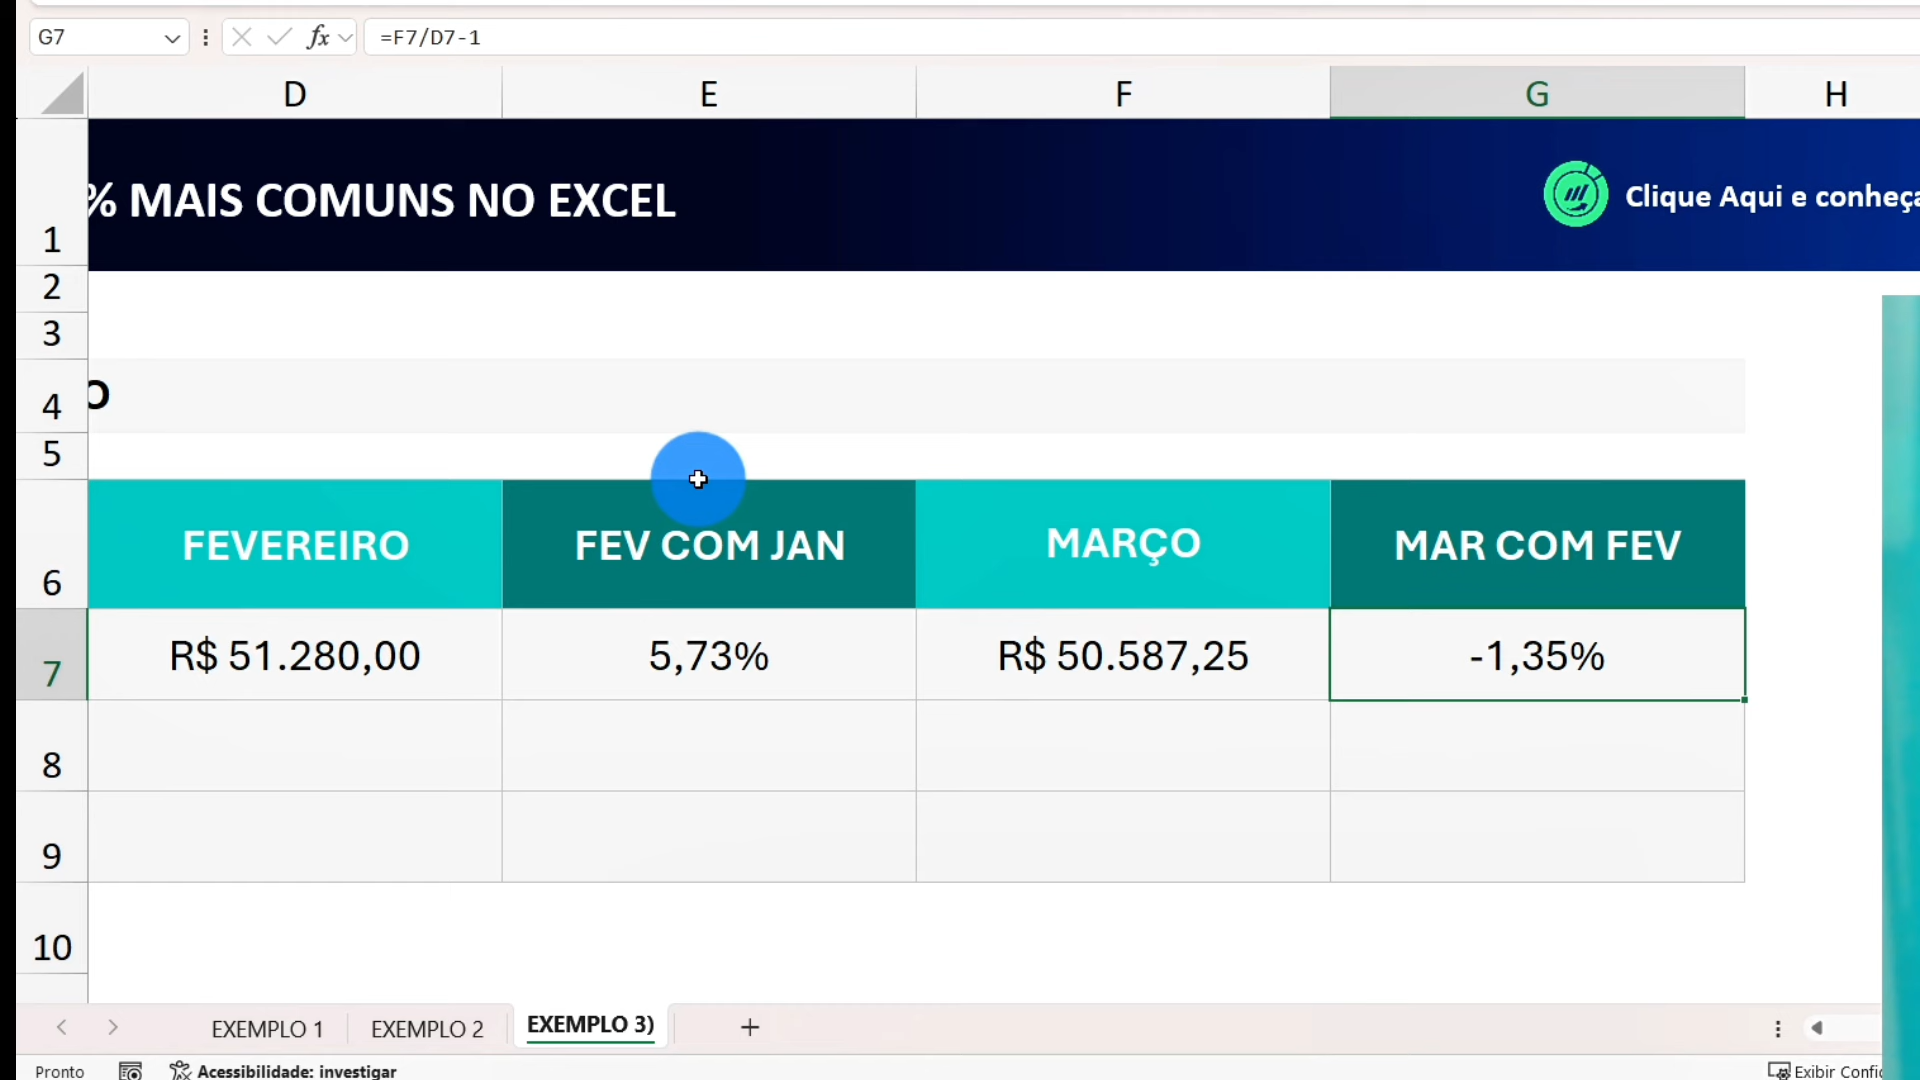 G7 fx =F7/D7-1
D E F G H
% MAIS COMUNS NO EXCEL
Clique Aqui e conheça
1
2
3
4 O
5
6 FEVEREIRO FEV COM JAN MARÇO MAR COM FEV
7 R$ 51.280,00 5,73% R$ 50.587,25 -1,35%
8
9
10
EXEMPLO 1 EXEMPLO 2 EXEMPLO 3) +
Pronto Acessibilidade: investigar Exibir